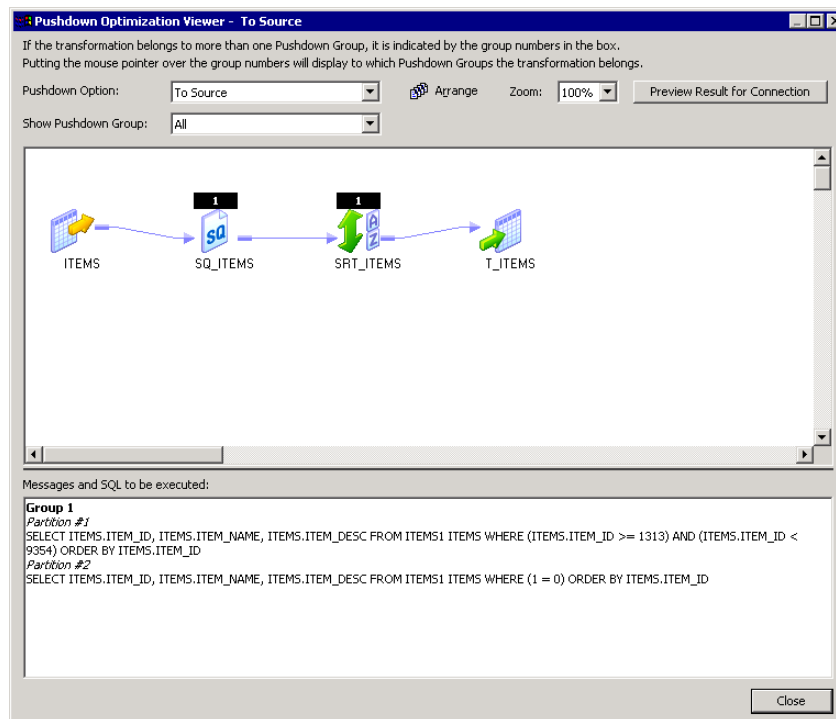 Pushdown Optimization Viewer - To Source
If the transformation belongs to more than one Pushdown Group, it is indicated by the group numbers in the box.
Putting the mouse pointer over the group numbers will display to which Pushdown Groups the transformation belongs.
Pushdown Option: To Source Arrange Zoom: 100% Preview Result for Connection
Show Pushdown Group: All
1 1
ITEMS SQ_ITEMS SRT_ITEMS T_ITEMS
Messages and SQL to be executed:
Group 1
Partition #1
SELECT ITEMS.ITEM_ID, ITEMS.ITEM_NAME, ITEMS.ITEM_DESC FROM ITEMS1 ITEMS WHERE (ITEMS.ITEM_ID >= 1313) AND (ITEMS.ITEM_ID <
9354) ORDER BY ITEMS.ITEM_ID
Partition #2
SELECT ITEMS.ITEM_ID, ITEMS.ITEM_NAME, ITEMS.ITEM_DESC FROM ITEMS1 ITEMS WHERE (1 = 0) ORDER BY ITEMS.ITEM_ID
Close